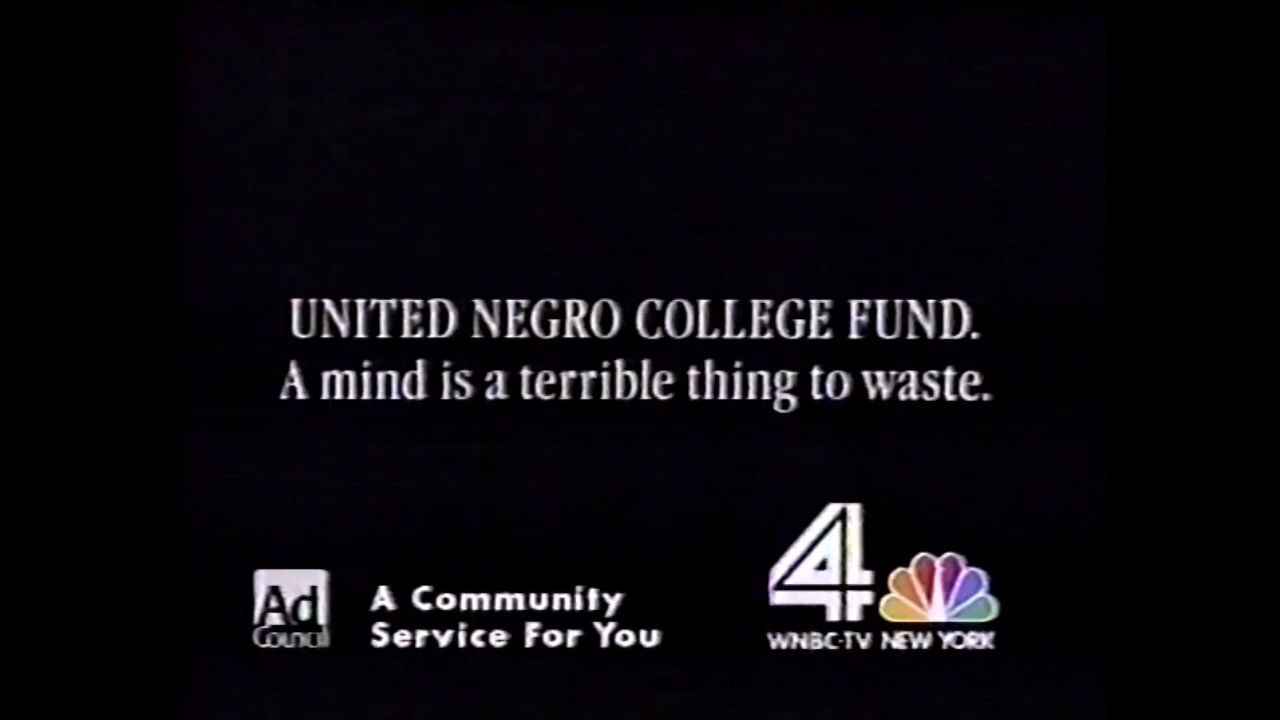 UNITED NEGRO COLLEGE FUND.
A mind is a terrible thing to waste.
Ad
Council
A Community
Service For You
4
WNBC-TV NEW YORK